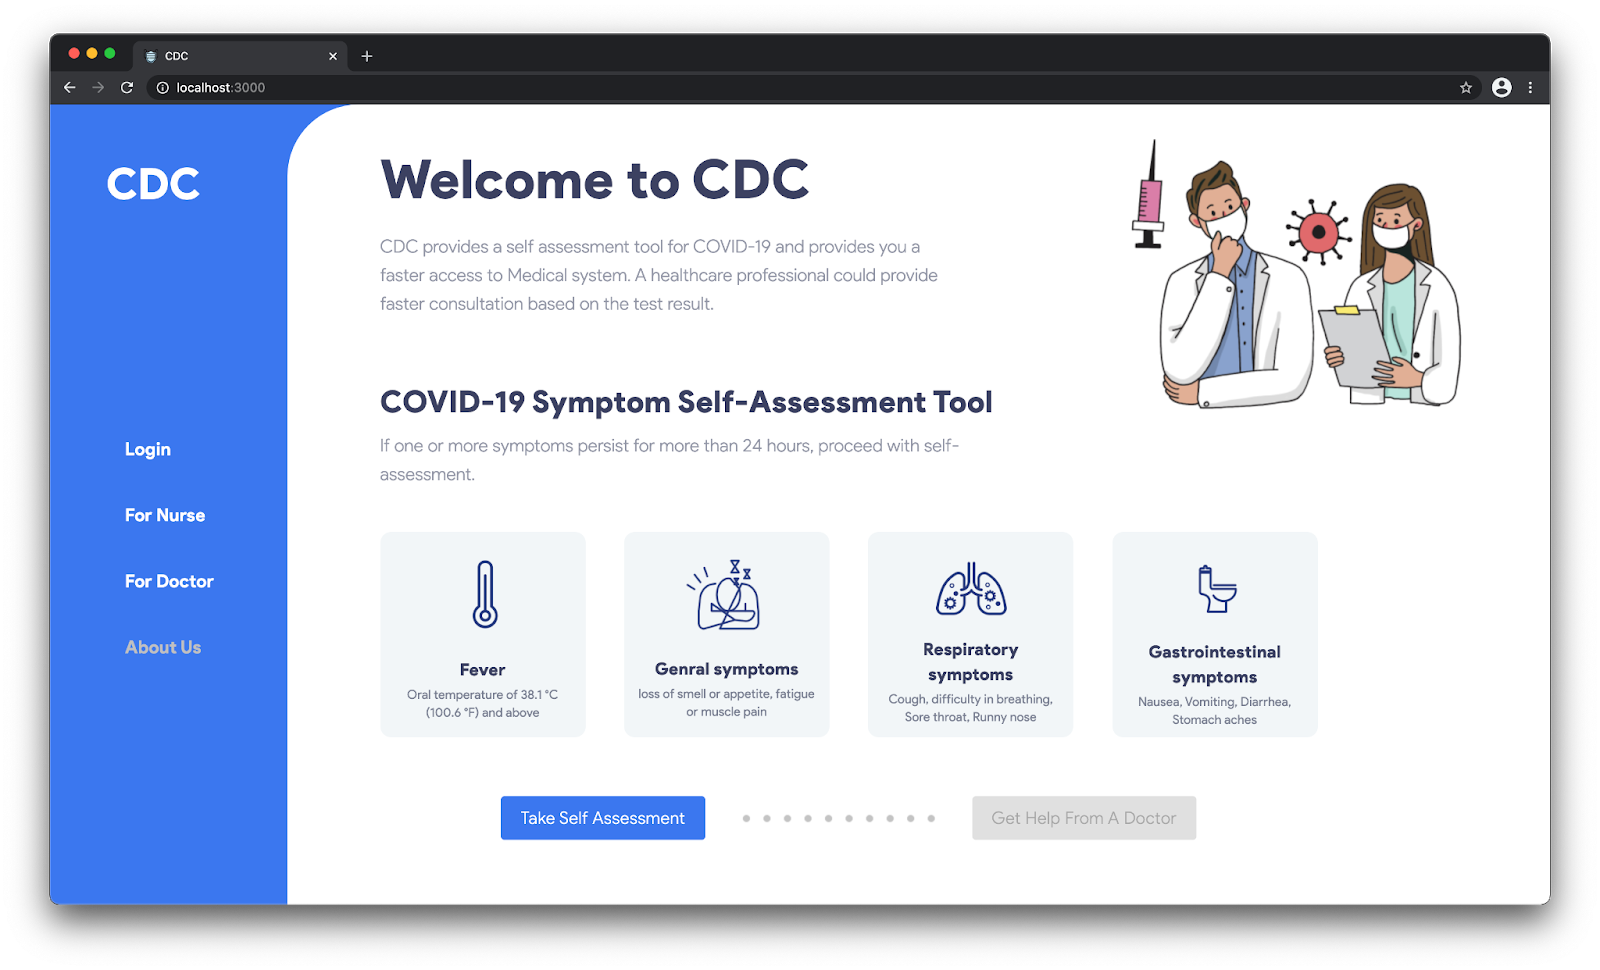 CDC
localhost:3000
CDC
Login
For Nurse
For Doctor
About Us
Welcome to CDC
CDC provides a self assessment tool for COVID-19 and provides you a
faster access to Medical system. A healthcare professional could provide
faster consultation based on the test result.
COVID-19 Symptom Self-Assessment Tool
If one or more symptoms persist for more than 24 hours, proceed with self-
assessment.
Fever
Oral temperature of 38.1 °C
(100.6 °F) and above
Genral symptoms
loss of smell or appetite, fatigue
or muscle pain
Respiratory
symptoms
Cough, difficulty in breathing,
Sore throat, Runny nose
Gastrointestinal
symptoms
Nausea, Vomiting, Diarrhea,
Stomach aches
Take Self Assessment
Get Help From A Doctor